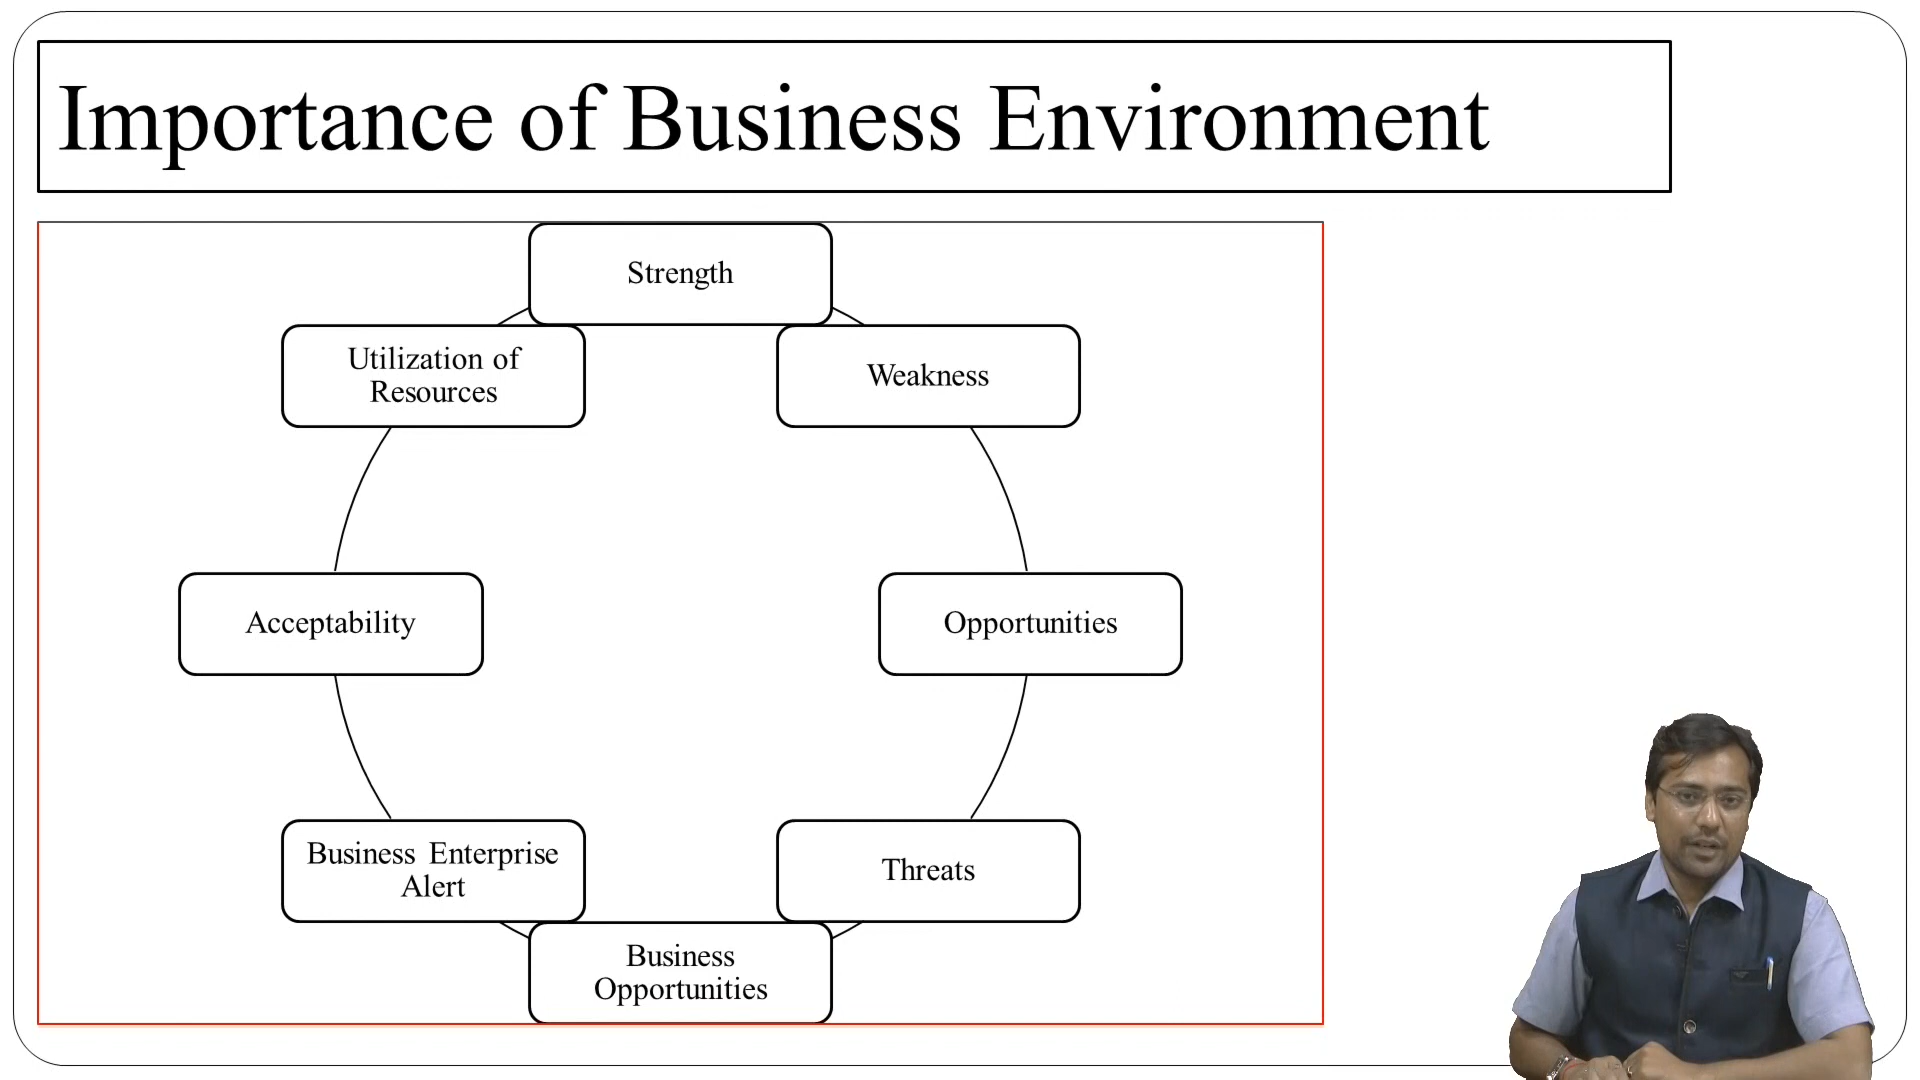 Importance of Business Environment
Strength
Utilization of
Resources
Weakness
Acceptability
Opportunities
Business Enterprise
Alert
Threats
Business
Opportunities